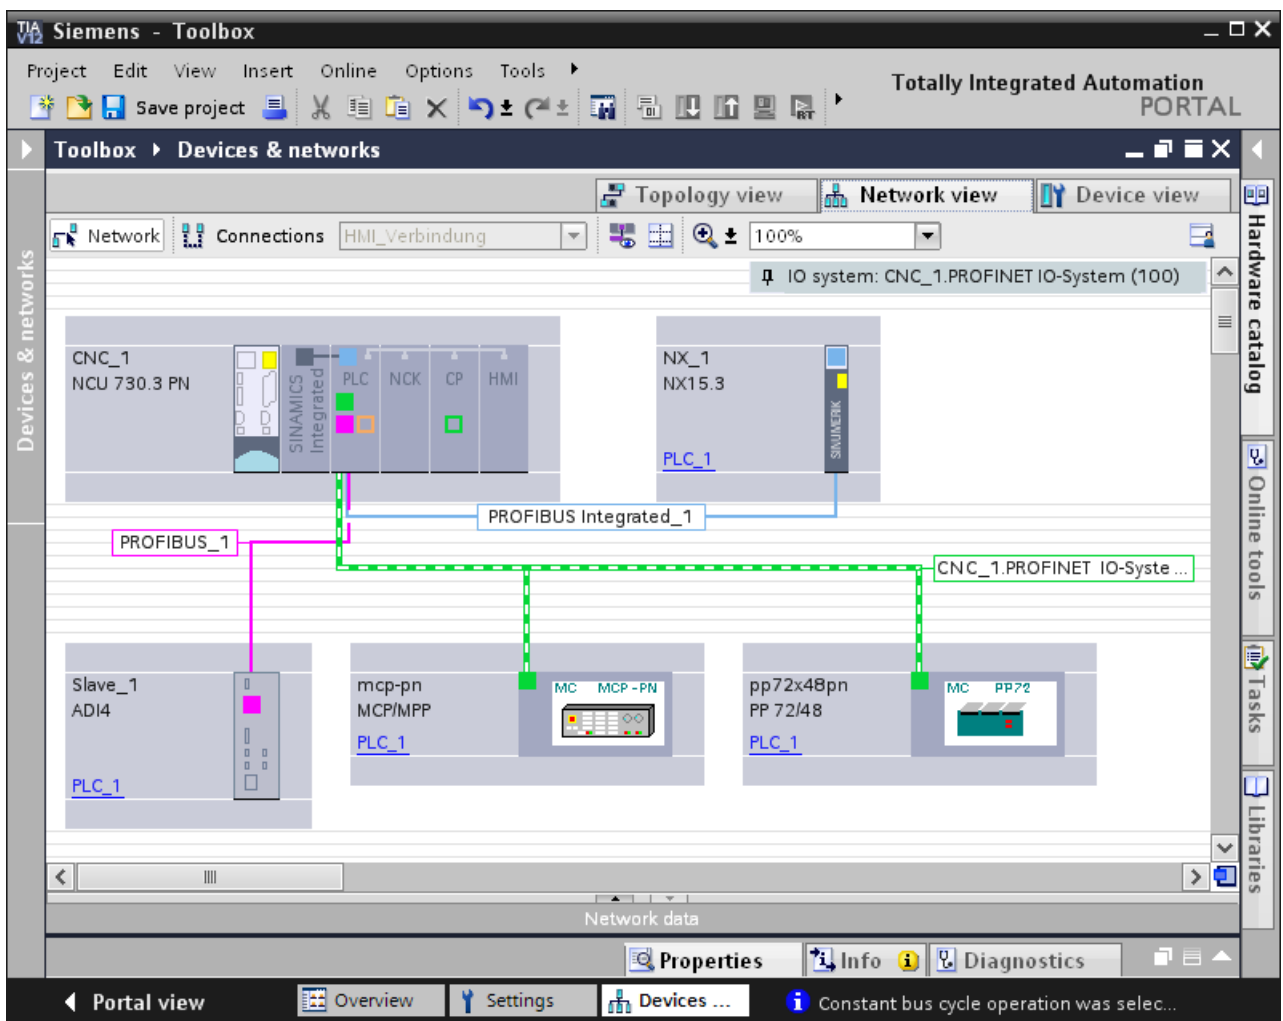 TIA V12 Siemens - Toolbox
Project Edit View Insert Online Options Tools
Totally Integrated Automation
PORTAL
Save project
RT
Toolbox Devices & networks
Topology view Network view Device view
Network Connections HMI_Verbindung 100%
IO system: CNC_1.PROFINET IO-System (100)
CNC_1
NCU 730.3 PN
SINAMICS
Integrated
PLC NCK CP HMI
NX_1
NX15.3
PLC_1
SINUMERIK
PROFIBUS Integrated_1
PROFIBUS_1
CNC_1.PROFINET IO-Syste ...
Slave_1
ADI4
PLC_1
mcp-pn
MCP/MPP
PLC_1
MC MCP-PN
pp72x48pn
PP 72/48
PLC_1
MC PP72
Devices & networks
Hardware catalog
Online tools
Tasks
Libraries
Network data
Properties Info Diagnostics
Portal view Overview Settings Devices ... Constant bus cycle operation was selec...